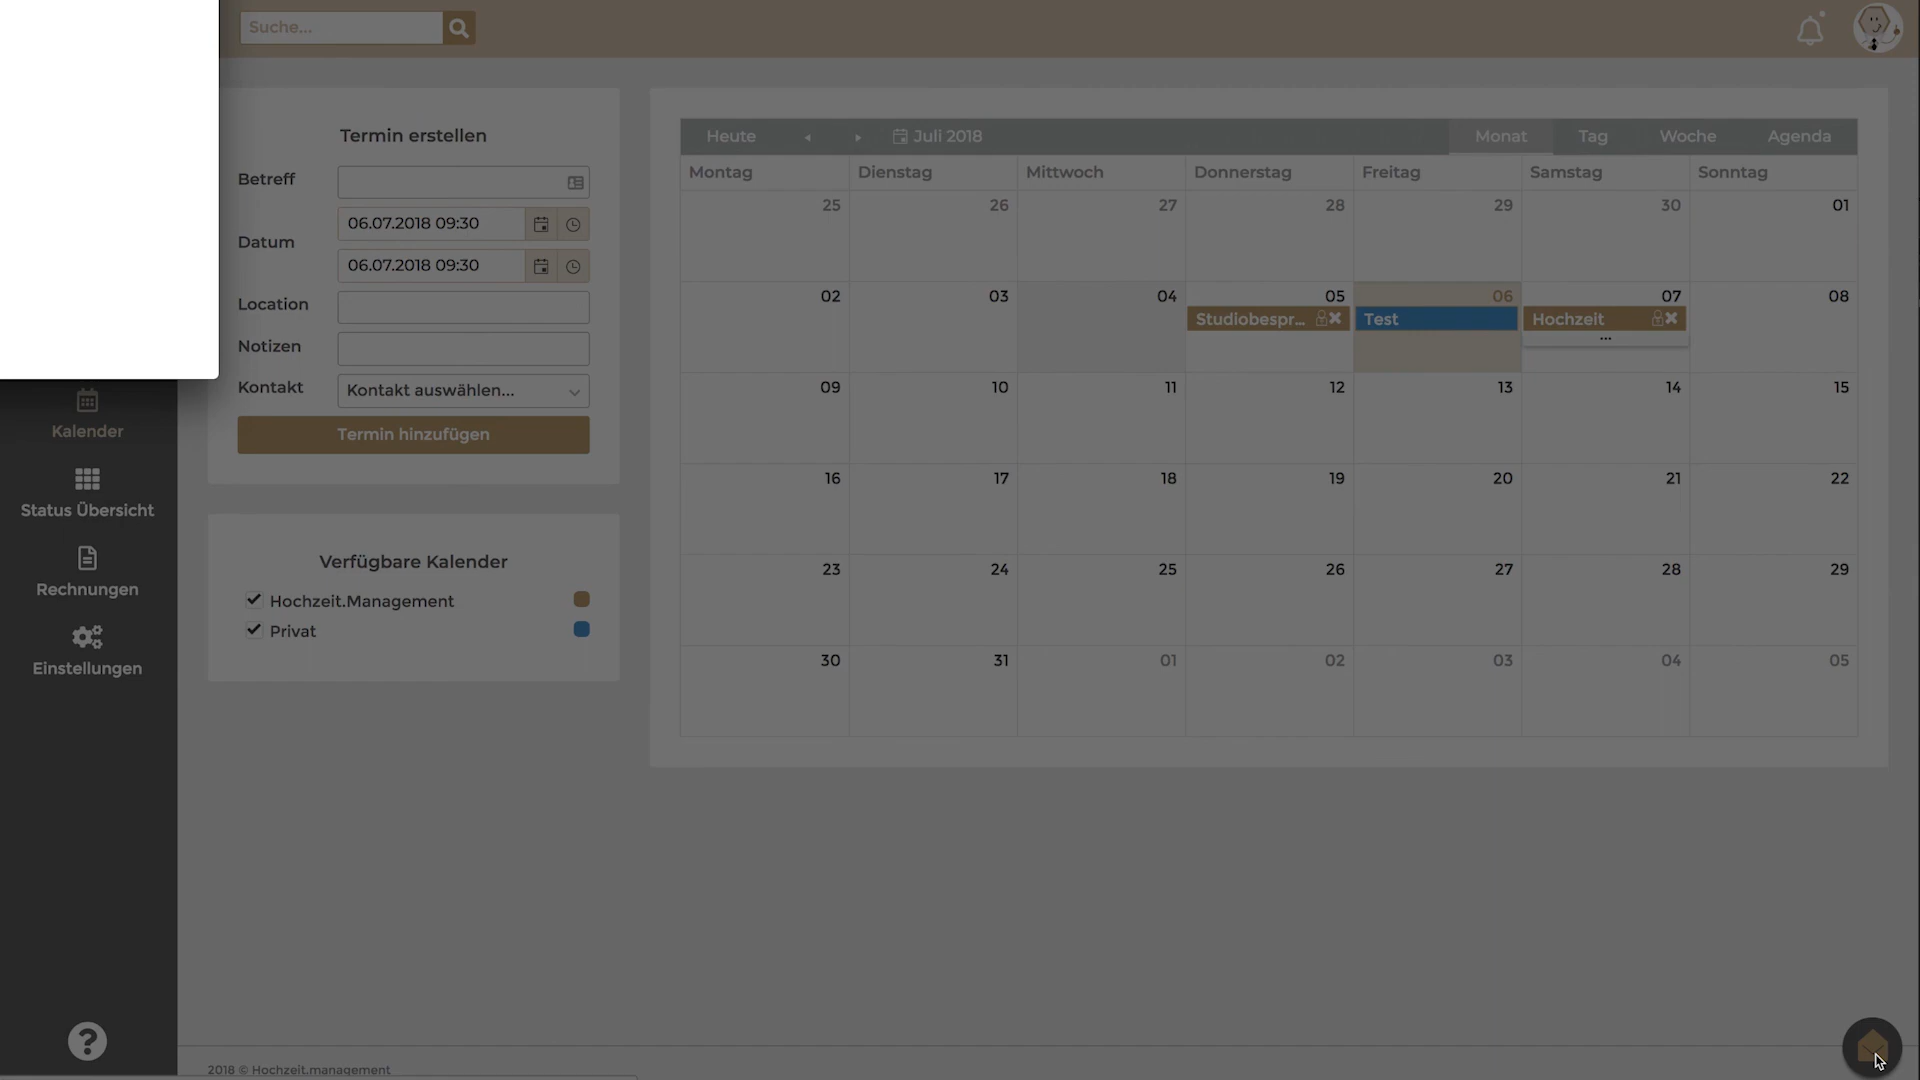 Suche...
Termin erstellen
Betreff
Datum
06.07.2018 09:30
06.07.2018 09:30
Location
Notizen
Kontakt
Kontakt auswählen...
Termin hinzufügen
Verfügbare Kalender
Hochzeit.Management
Privat
Kalender
Status Übersicht
Rechnungen
Einstellungen
?
Heute
Juli 2018
Monat Tag Woche Agenda
Montag Dienstag Mittwoch Donnerstag Freitag Samstag Sonntag
25 26 27 28 29 30 01
02 03 04 05 06 07 08
Studiobespr... Test Hochzeit
...
09 10 11 12 13 14 15
16 17 18 19 20 21 22
23 24 25 26 27 28 29
30 31 01 02 03 04 05
2018 © Hochzeit.management